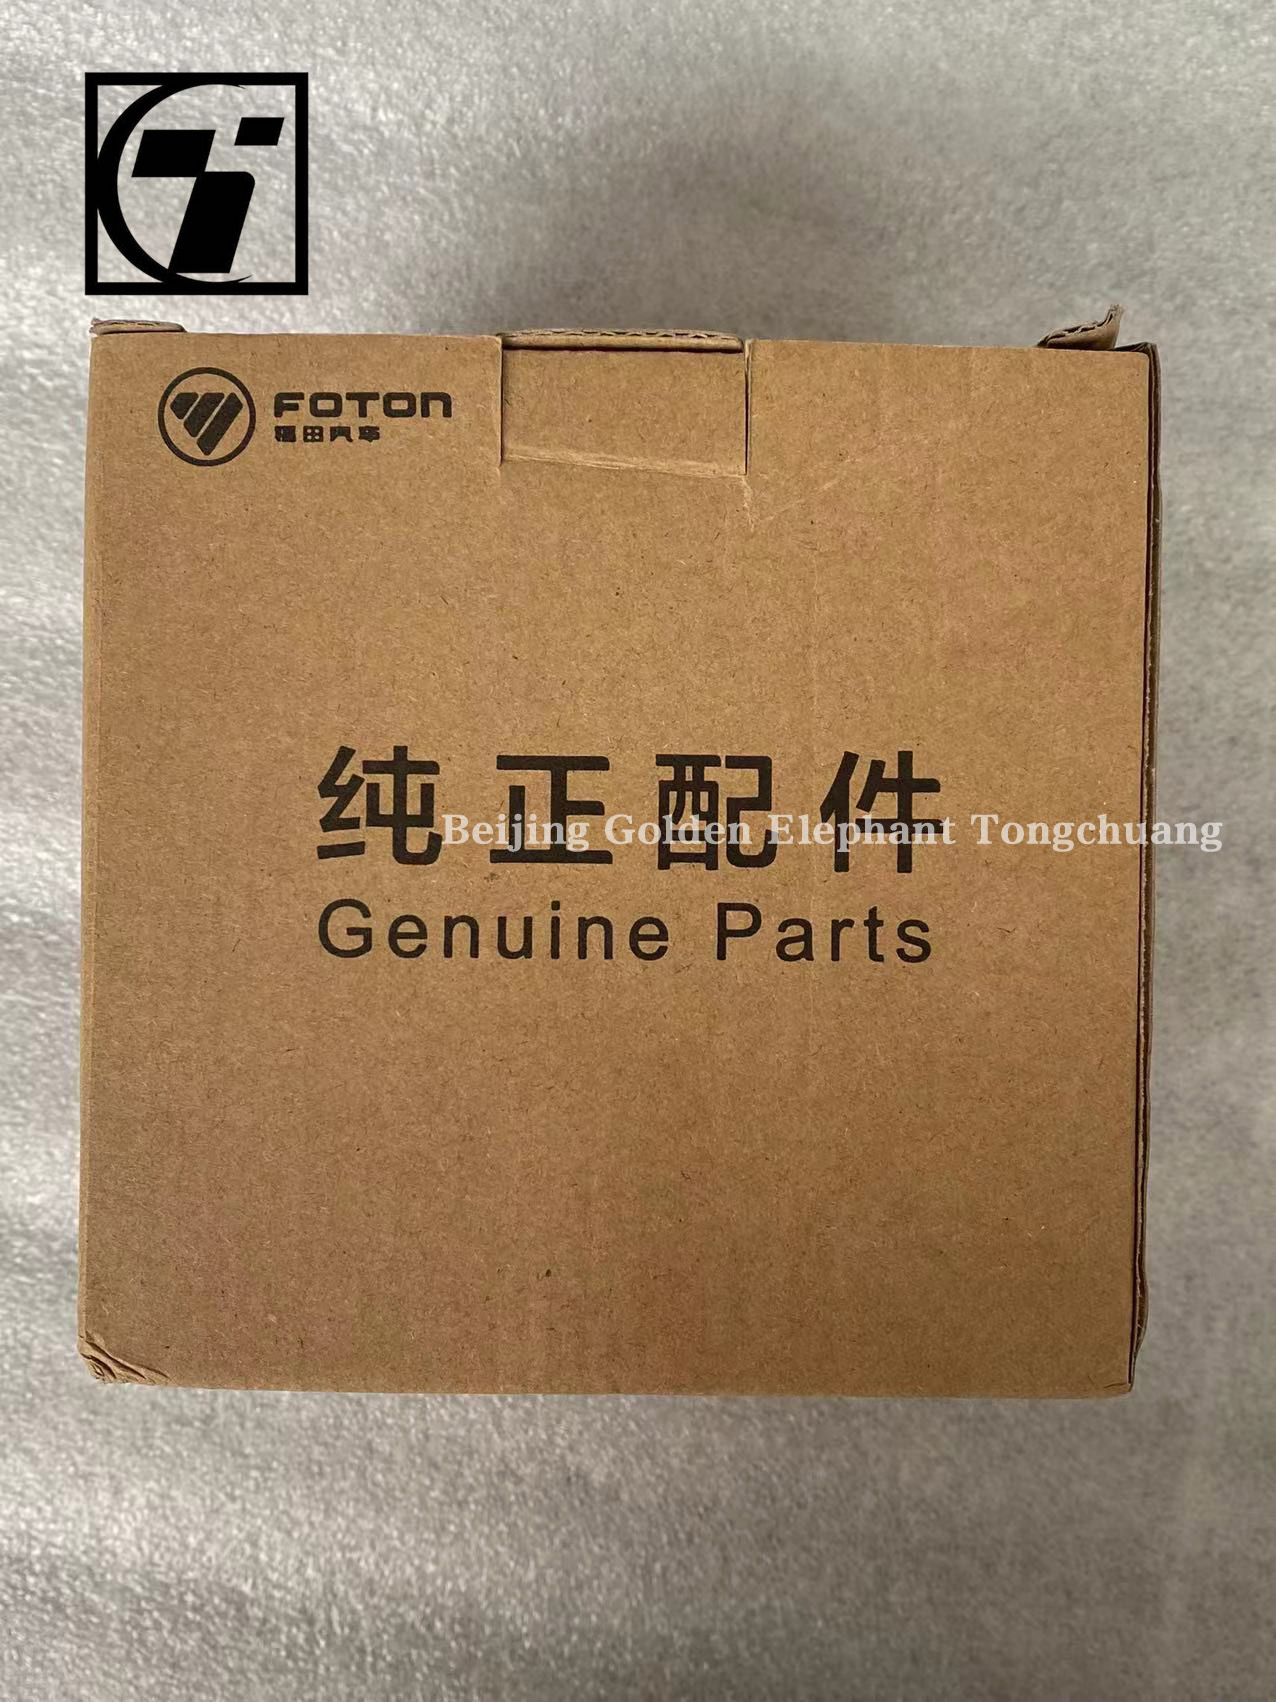 FOTON
福田汽车
纯正配件
Beijing Golden Elephant Tongchuang
Genuine Parts